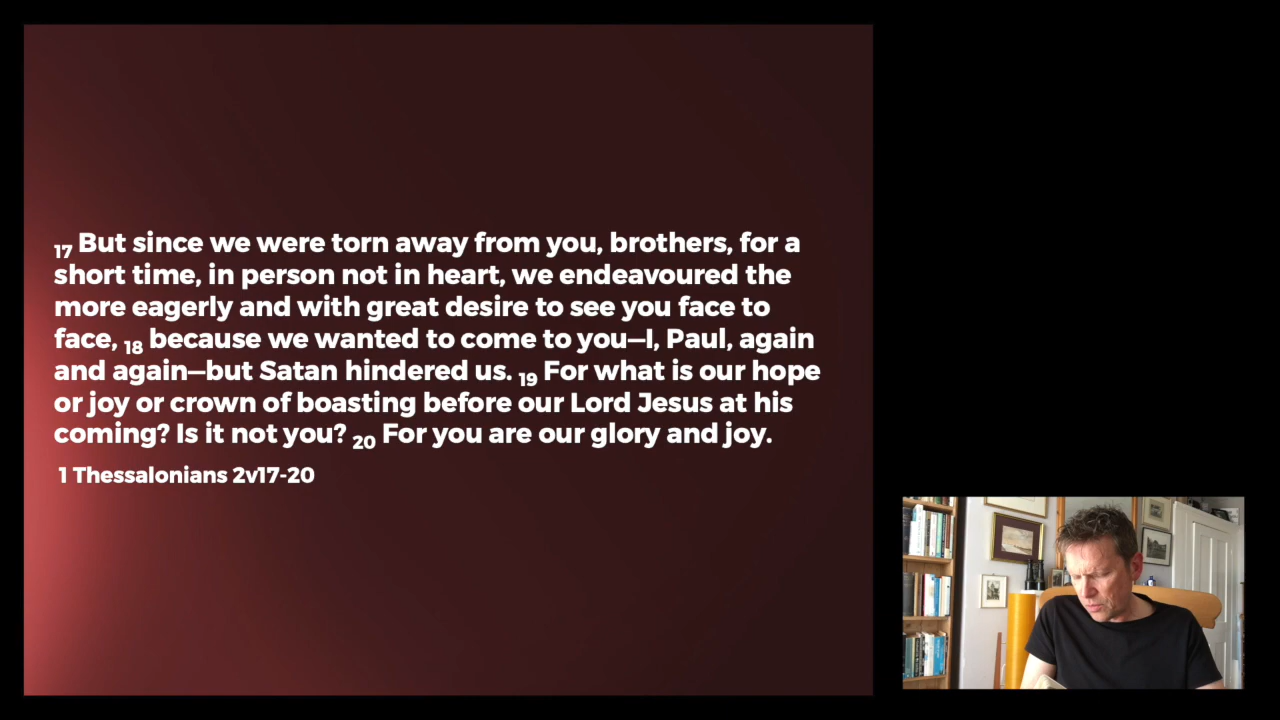 17 But since we were torn away from you, brothers, for a
short time, in person not in heart, we endeavoured the
more eagerly and with great desire to see you face to
face, 18 because we wanted to come to you—I, Paul, again
and again—but Satan hindered us. 19 For what is our hope
or joy or crown of boasting before our Lord Jesus at his
coming? Is it not you? 20 For you are our glory and joy.
1 Thessalonians 2v17-20